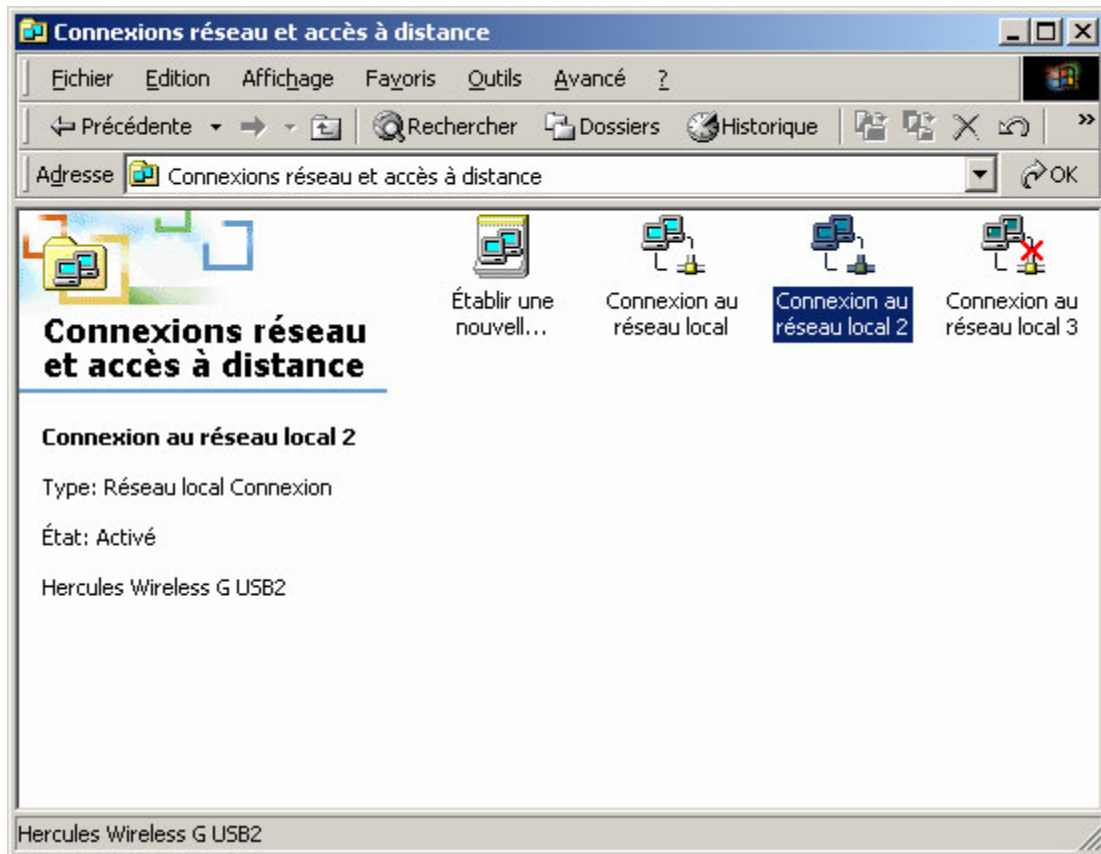 Connexions réseau et accès à distance
Fichier Edition Affichage Favoris Outils Avancé ?
Précédente Rechercher Dossiers Historique »
Adresse Connexions réseau et accès à distance OK
Connexions réseau
et accès à distance
Connexion au réseau local 2
Type: Réseau local Connexion
État: Activé
Hercules Wireless G USB2
Établir une
nouvell...
Connexion au
réseau local
Connexion au
réseau local 2
Connexion au
réseau local 3
Hercules Wireless G USB2